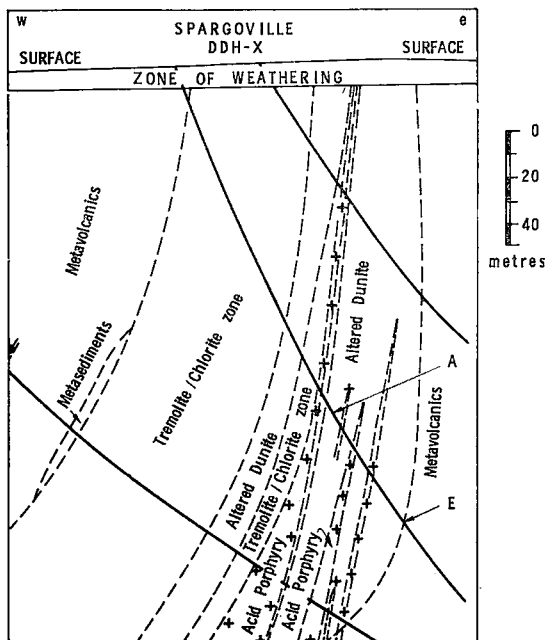 w
e
SPARGOVILLE
DDH-X
SURFACE
SURFACE
ZONE OF WEATHERING
0
20
40
metres
Metavolcanics
Metasediments
Tremolite/Chlorite zone
Altered Dunite
Tremolite/Chlorite zone
Acid Porphyry
Acid Porphyry
Altered Dunite
Metavolcanics
A
E